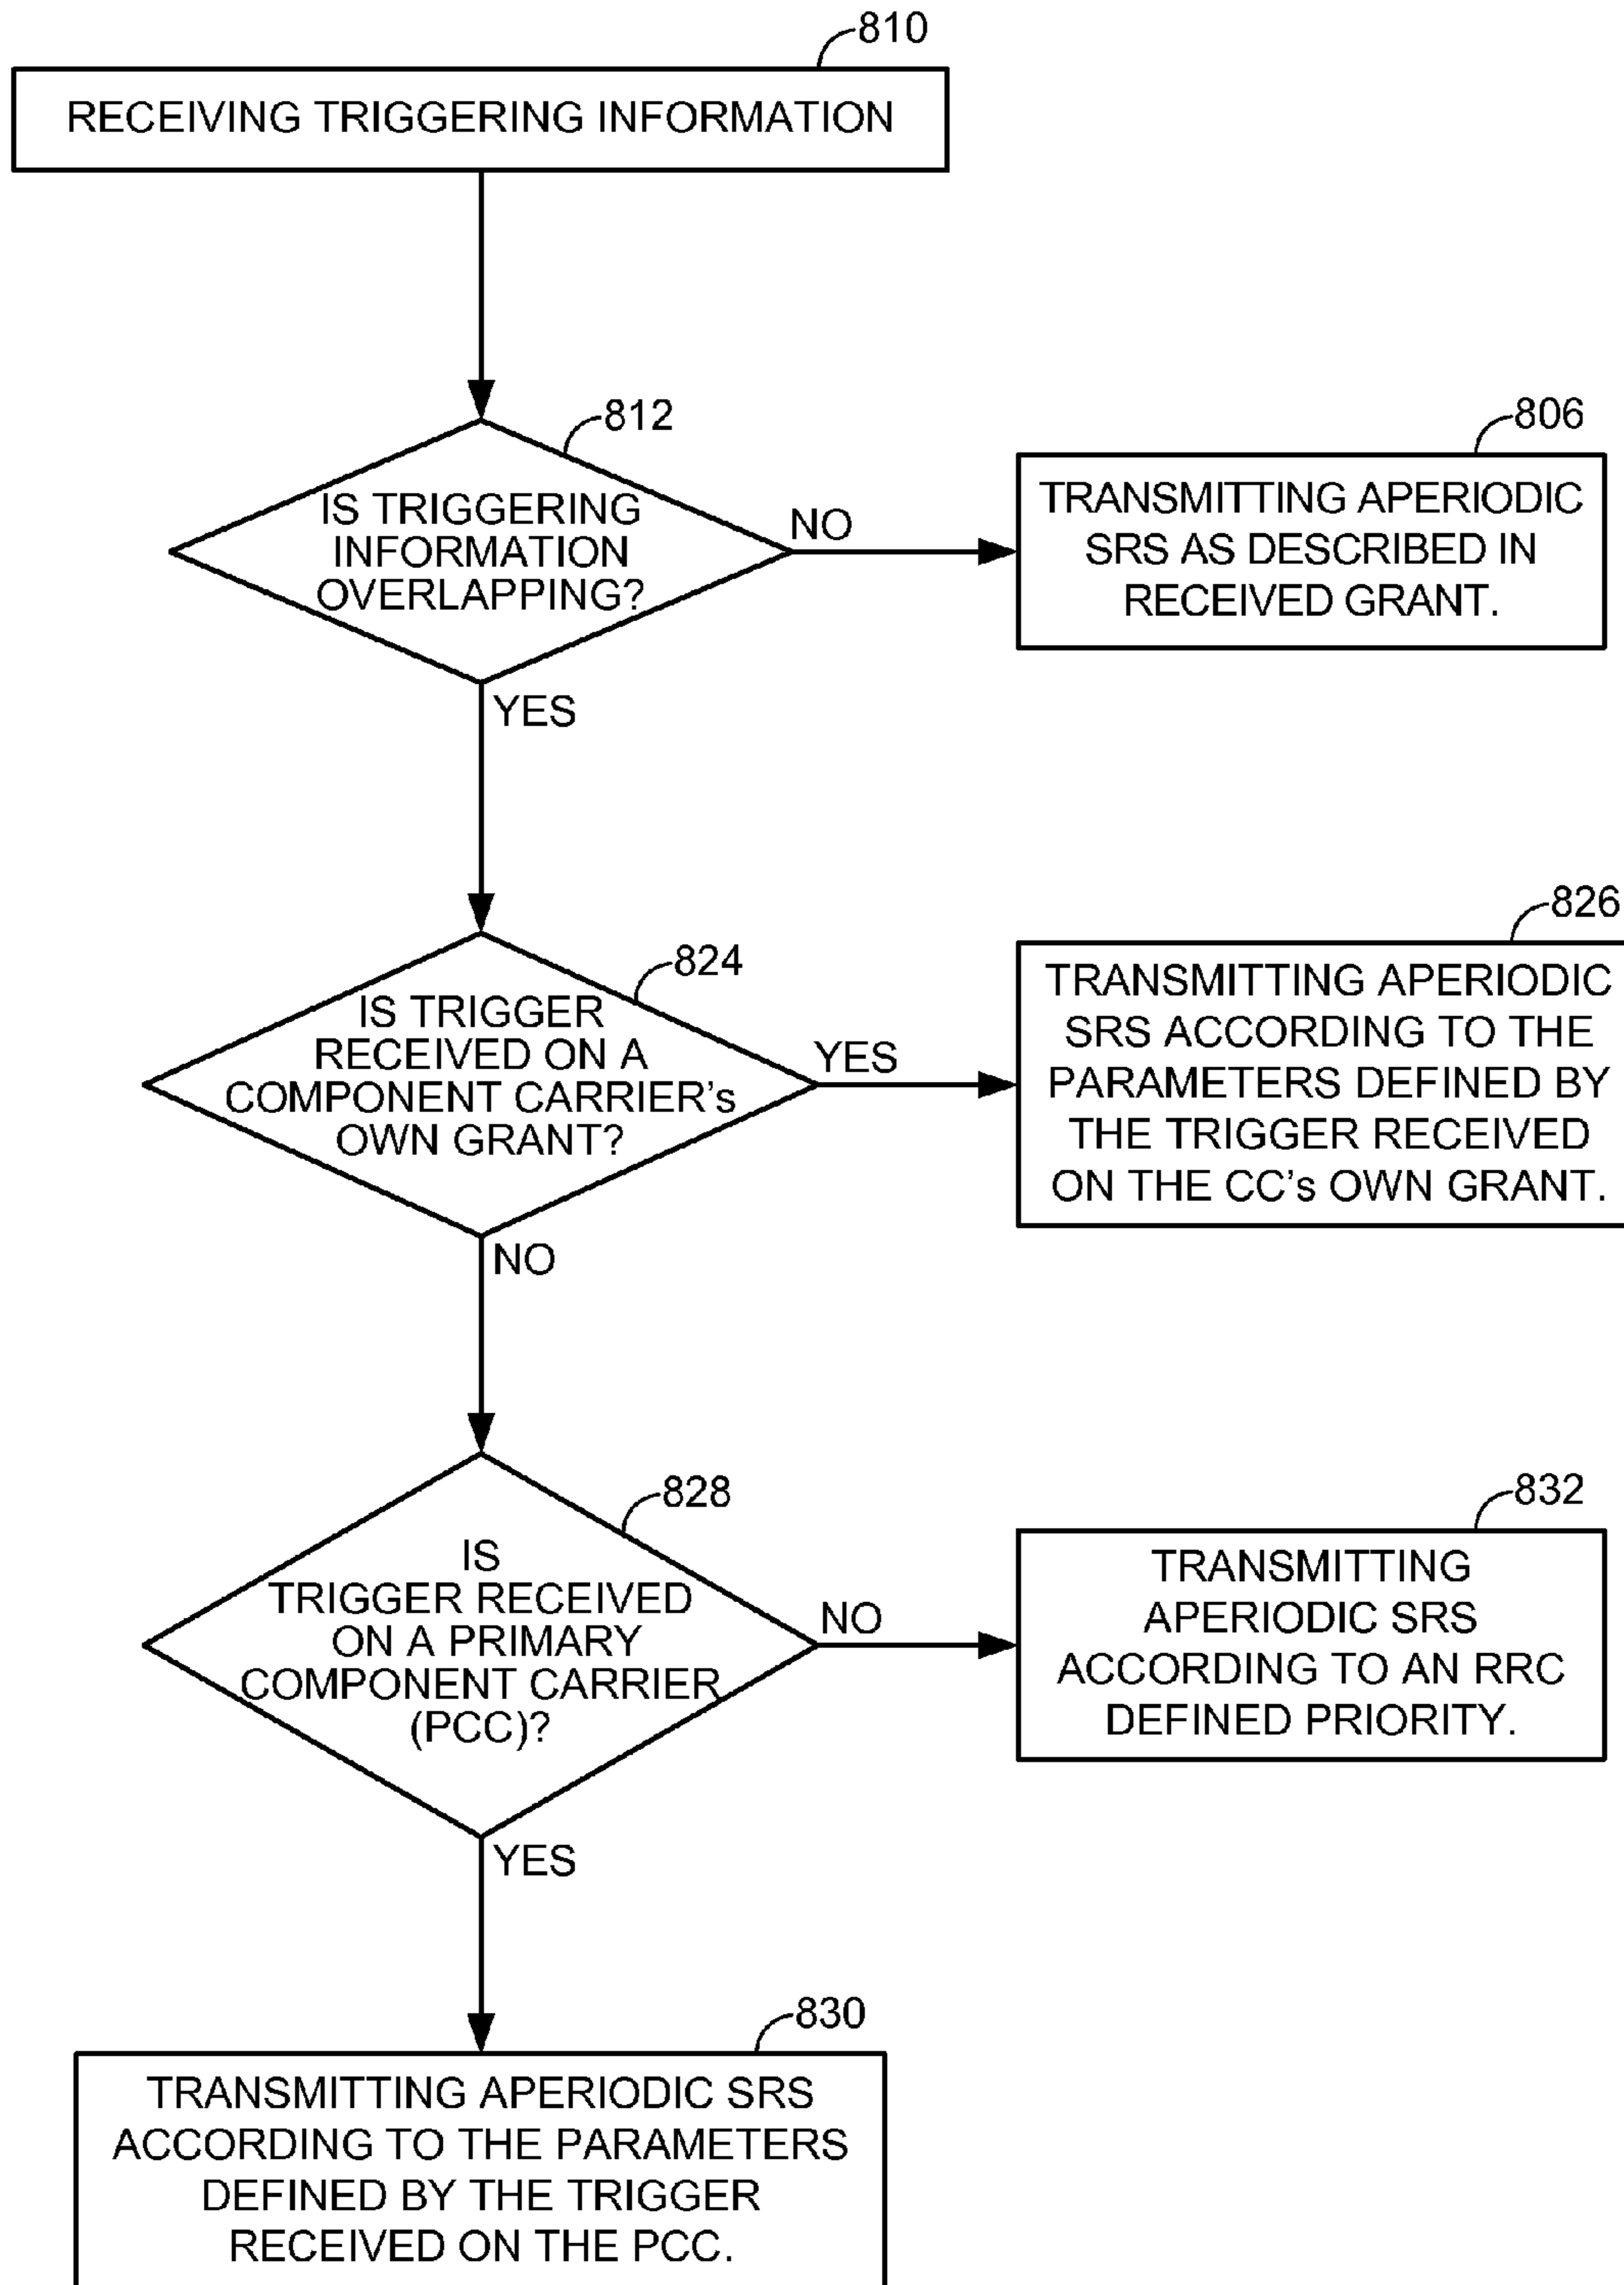 810
RECEIVING TRIGGERING INFORMATION
812
IS TRIGGERING
INFORMATION
OVERLAPPING?
NO
YES
806
TRANSMITTING APERIODIC
SRS AS DESCRIBED IN
RECEIVED GRANT.
824
IS TRIGGER
RECEIVED ON A
COMPONENT CARRIER's
OWN GRANT?
YES
NO
826
TRANSMITTING APERIODIC
SRS ACCORDING TO THE
PARAMETERS DEFINED BY
THE TRIGGER RECEIVED
ON THE CC's OWN GRANT.
828
IS
TRIGGER RECEIVED
ON A PRIMARY
COMPONENT CARRIER
(PCC)?
NO
YES
832
TRANSMITTING
APERIODIC SRS
ACCORDING TO AN RRC
DEFINED PRIORITY.
830
TRANSMITTING APERIODIC SRS
ACCORDING TO THE PARAMETERS
DEFINED BY THE TRIGGER
RECEIVED ON THE PCC.